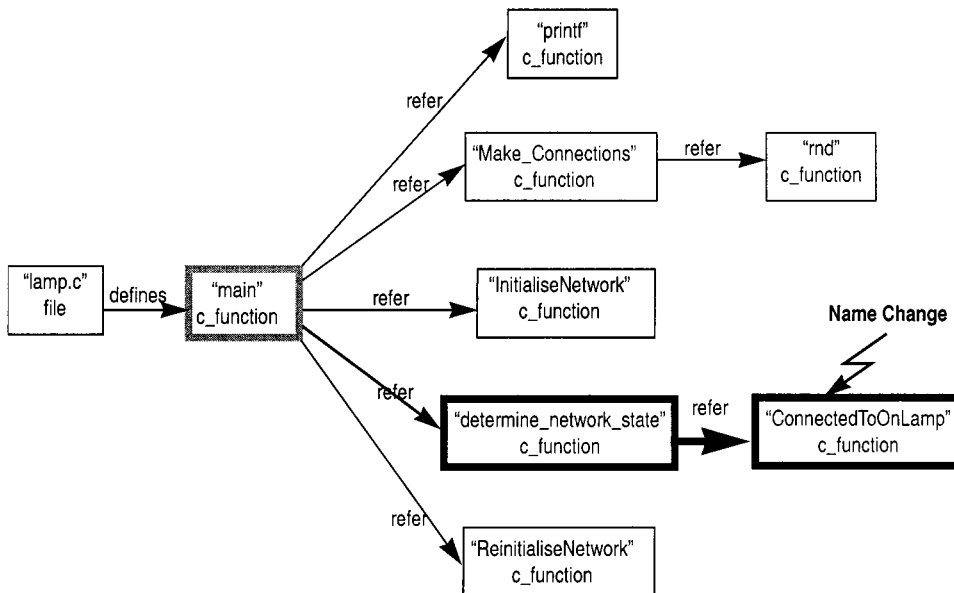 “printf”
c_function
refer
“Make_Connections”
c_function
refer
“rnd”
c_function
refer
“lamp.c”
file
defines
“main”
c_function
refer
“InitialiseNetwork”
c_function
Name Change
refer
“determine_network_state”
c_function
refer
“ConnectedToOnLamp”
c_function
refer
“ReinitialiseNetwork”
c_function